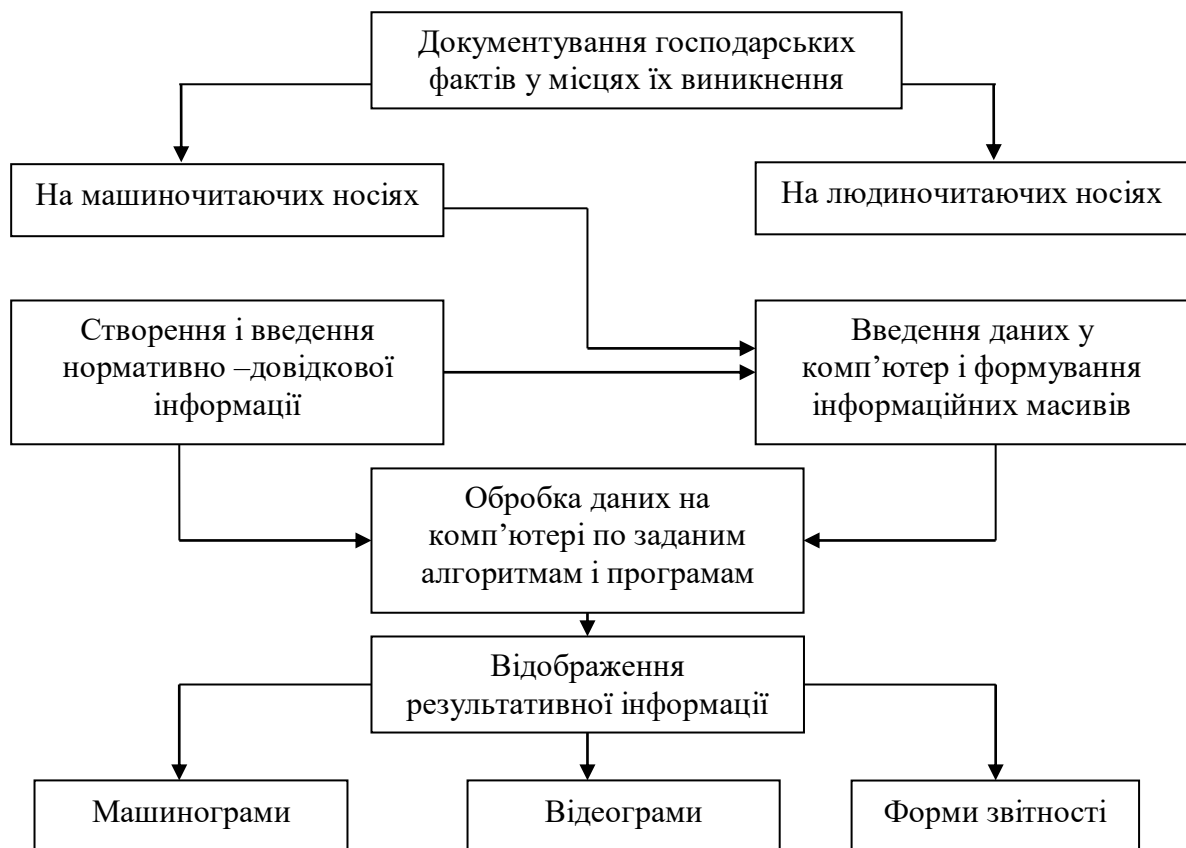 Документування господарських
фактів у місцях їх виникнення
На машиночитаючих носіях
На людиночитаючих носіях
Створення і введення
нормативно –довідкової
інформації
Введення даних у
комп’ютер і формування
інформаційних масивів
Обробка даних на
комп’ютері по заданим
алгоритмам і програмам
Відображення
результативної інформації
Машинограми
Відеограми
Форми звітності